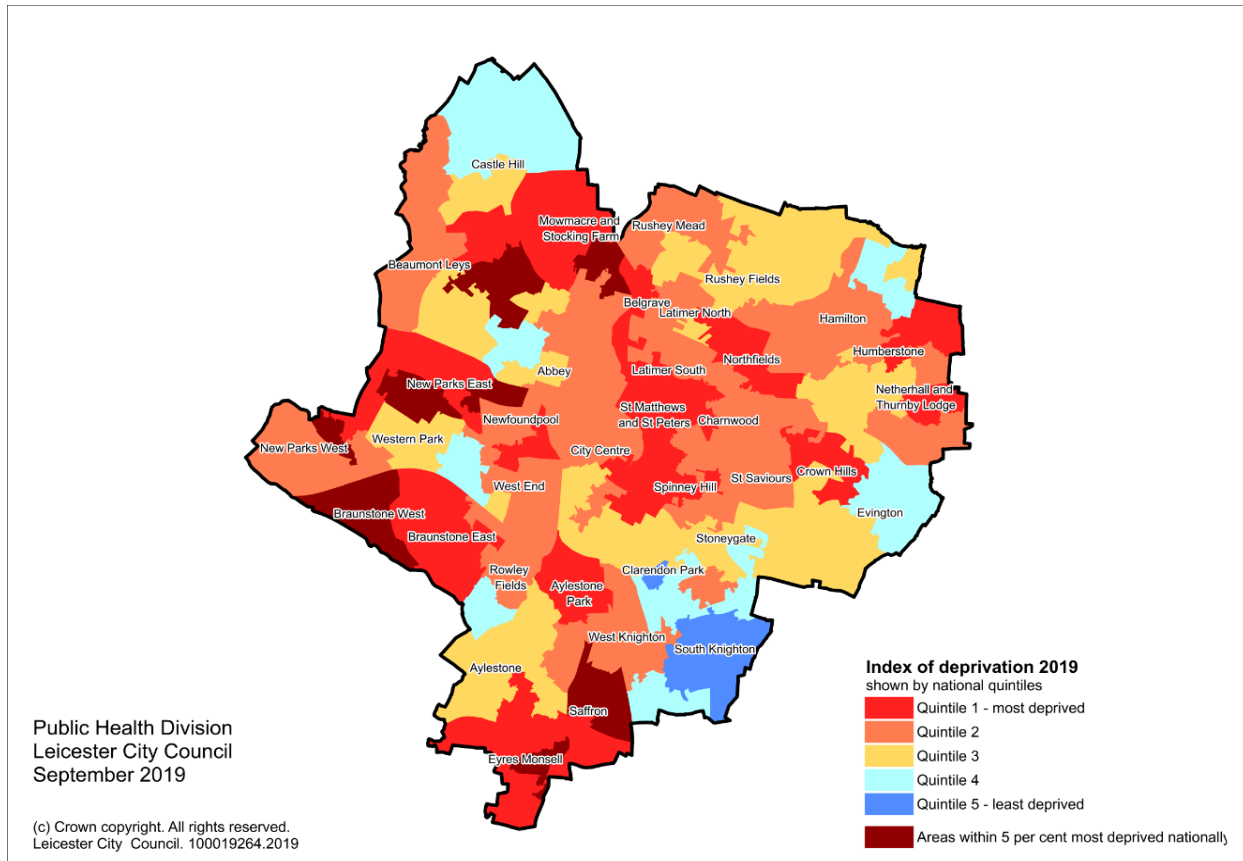 Castle Hill
Mowmacre and
Stocking Farm
Rushey Mead
Beaumont Leys
Rushey Fields
Belgrave
Latimer North
Hamilton
Humberstone
Northfields
Abbey
Latimer South
New Parks East
Netherhall and
Thurnby Lodge
St Matthews
and St Peters
Newfoundpool
Charnwood
Western Park
New Parks West
City Centre
Crown Hills
St Saviours
West End
Spinney Hill
Braunstone West
Evington
Braunstone East
Stoneygate
Rowley
Fields
Clarendon Park
Aylestone
Park
West Knighton
South Knighton
Aylestone
Saffron
Eyres Monsell
Index of deprivation 2019
shown by national quintiles
Quintile 1 - most deprived
Quintile 2
Quintile 3
Quintile 4
Quintile 5 - least deprived
Areas within 5 per cent most deprived nationally
Public Health Division
Leicester City Council
September 2019
(c) Crown copyright. All rights reserved.
Leicester City Council. 100019264.2019